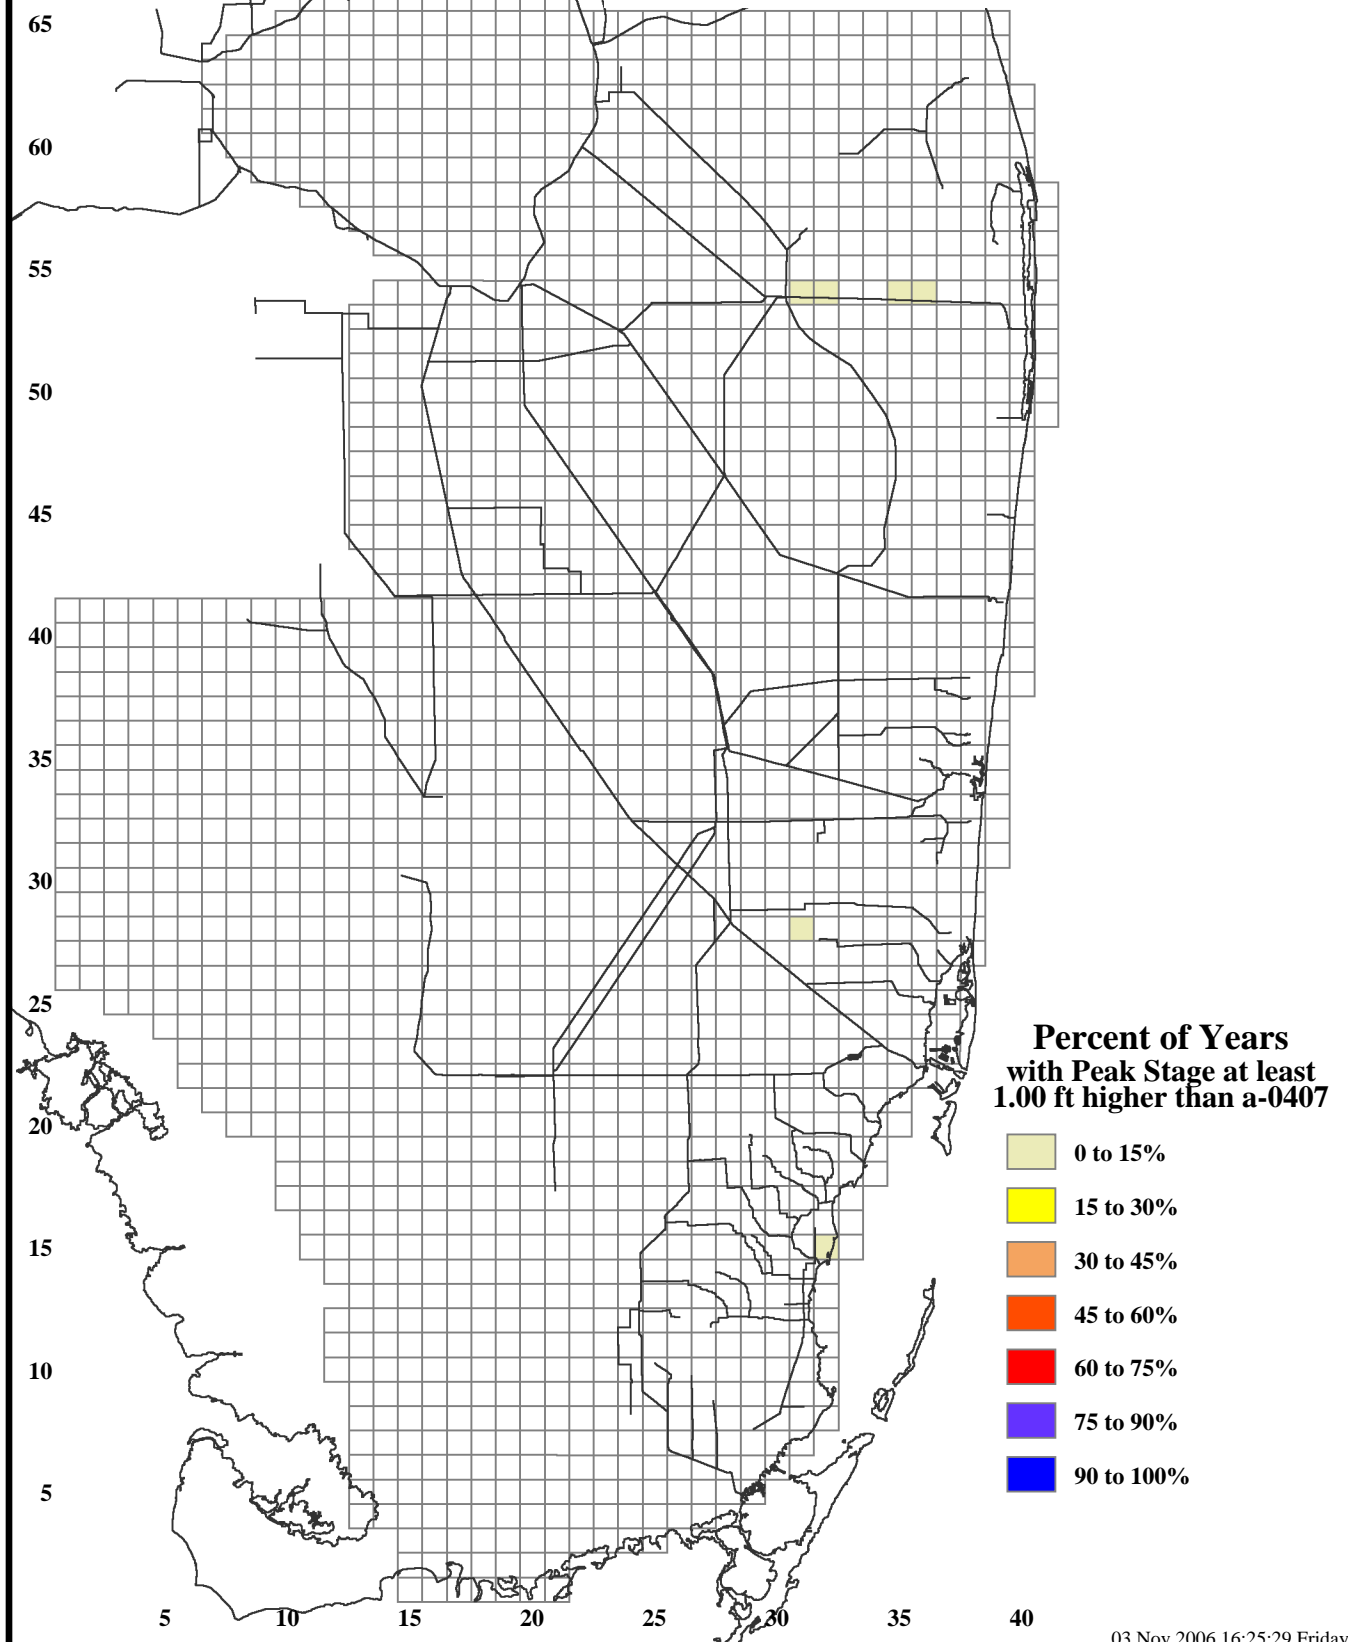 65
60
55
50
45
40
35
30
25
20
15
10
5
Percent of Years
with Peak Stage at least
1.00 ft higher than a-0407
0 to 15%
15 to 30%
30 to 45%
45 to 60%
60 to 75%
75 to 90%
90 to 100%
5 10 15 20 25 30 35 40
03 Nov 2006 16:25:29 Friday